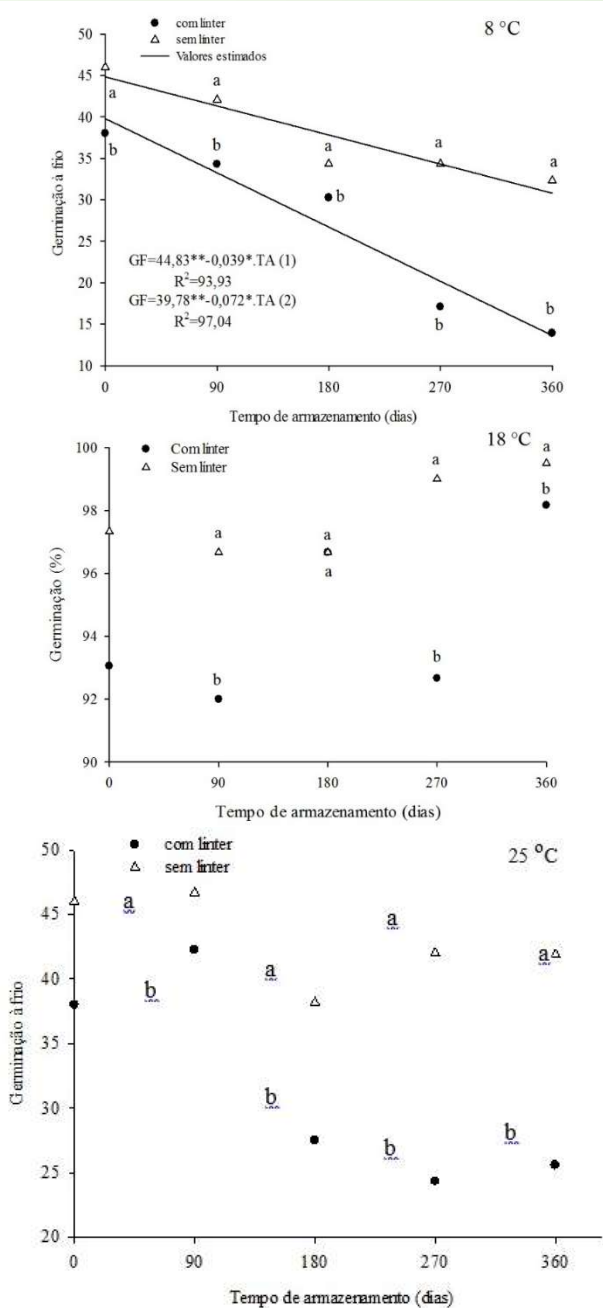 com linter
sem linter
Valores estimados
8 °C
50
45
40
35
30
25
20
15
10
Germinação à frio
a
a
a
a
a
b
b
b
b
b
GF=44,83**-0,039*.TA (1)
R²=93,93
GF=39,78**-0,072*.TA (2)
R²=97,04
0 90 180 270 360
Tempo de armazenamento (dias)
Com linter
Sem linter
18 °C
100
98
96
94
92
90
Germinação (%)
a
a
a
a
a
b
b
b
0 90 180 270 360
Tempo de armazenamento (dias)
com linter
sem linter
25 °C
50
45
40
35
30
25
20
Germinação à frio
a
a
a
a
b
b
b
b
0 90 180 270 360
Tempo de armazenamento (dias)